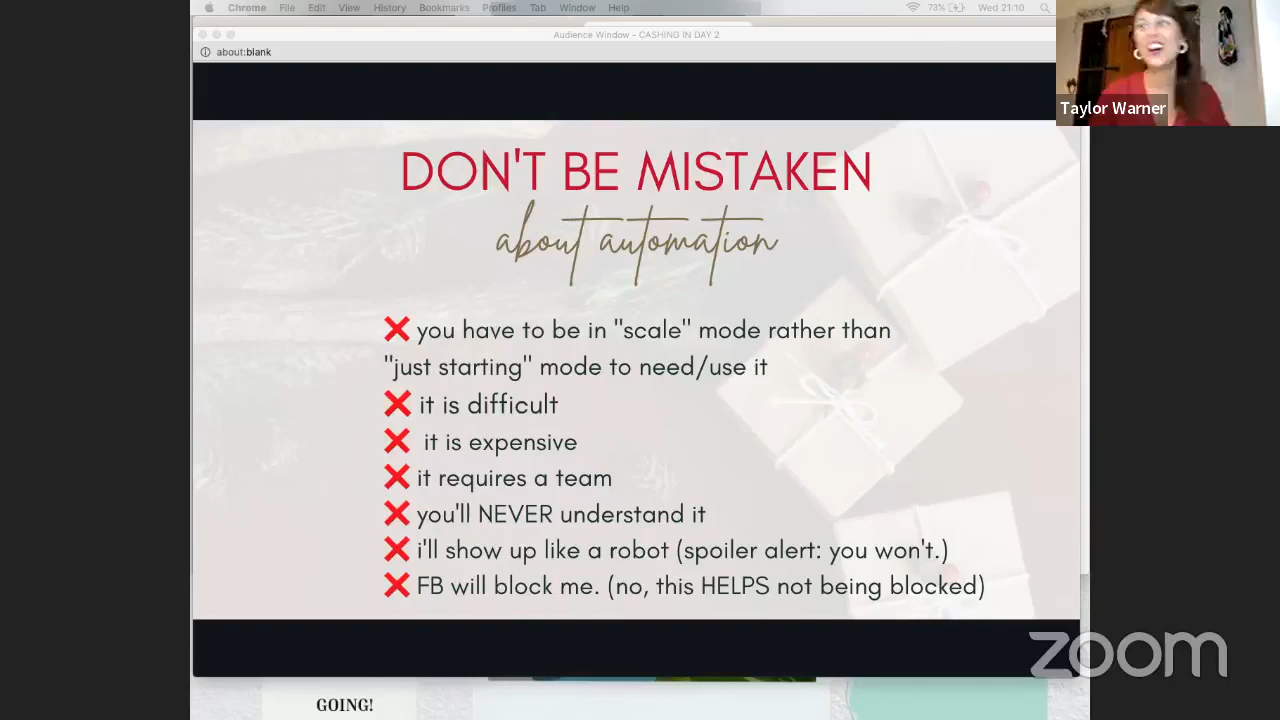 Chrome File Edit View History Bookmarks Profiles Tab Window Help 73% Wed 21:10
Audience Window - CASHING IN DAY 2
about:blank
Taylor Warner
DON'T BE MISTAKEN
about automation
❌ you have to be in "scale" mode rather than
"just starting" mode to need/use it
❌ it is difficult
❌ it is expensive
❌ it requires a team
❌ you'll NEVER understand it
❌ i'll show up like a robot (spoiler alert: you won't.)
❌ FB will block me. (no, this HELPS not being blocked)
zoom
GOING!